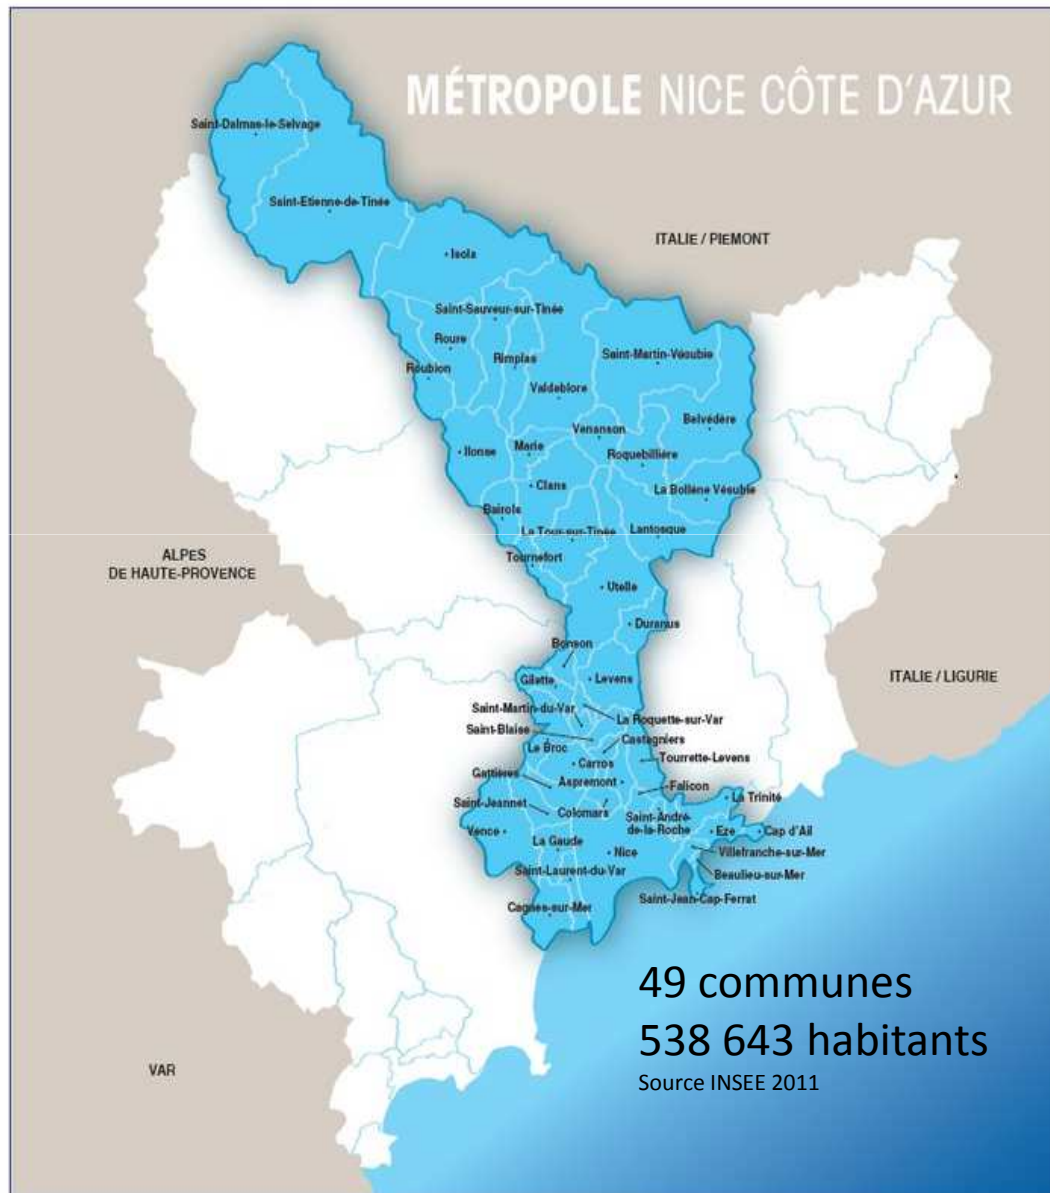 MÉTROPOLE NICE CÔTE D'AZUR
Saint-Dalmas-le-Selvage
Saint-Etienne-de-Tinée
ITALIE / PIEMONT
Isola
Saint-Sauveur-sur-Tinée
Roure
Rimplas
Saint-Martin-Vésubie
Roubion
Valdeblore
Belvédère
Venanson
Ilonse
Marie
Roquebillière
Clans
La Bollène Vésubie
Bairols
La Tour-sur-Tinée
Lantosque
ALPES
DE HAUTE-PROVENCE
Tournefort
Utelle
Duranus
Bonson
Gilette
Levens
ITALIE / LIGURIE
Saint-Martin-du-Var
La Roquette-sur-Var
Saint-Blaise
Castagniers
Le Broc
Tourrette-Levens
Carros
Gattières
Aspremont
Falicon
La Trinité
Saint-Jeannet
Colomars
Saint-André-
de-la-Roche
Vence
Eze
Cap d'Ail
La Gaude
Nice
Villefranche-sur-Mer
Saint-Laurent-du-Var
Beaulieu-sur-Mer
Saint-Jean-Cap-Ferrat
Cagnes-sur-Mer
49 communes
538 643 habitants
Source INSEE 2011
VAR